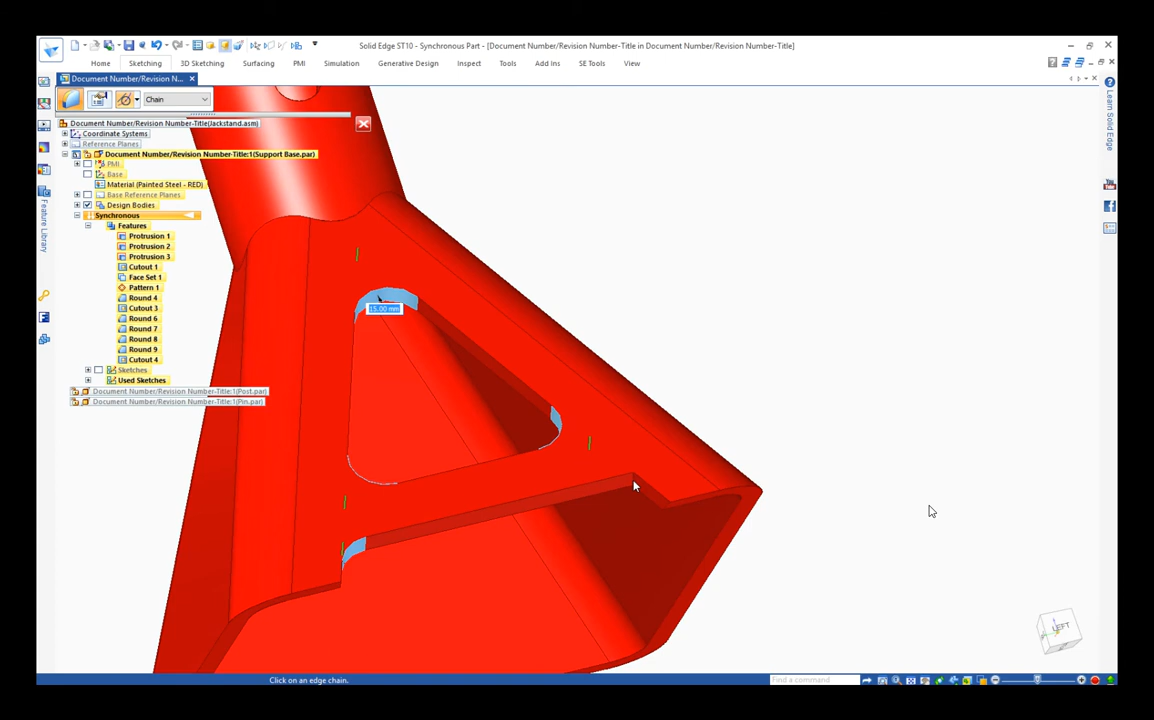 Solid Edge ST10 - Synchronous Part - [Document Number/Revision Number-Title in Document Number/Revision Number-Title]
Home Sketching 3D Sketching Surfacing PMI Simulation Generative Design Inspect Tools Add Ins SE Tools View
Document Number/Revision N...
Chain
Learn Solid Edge
Document Number/Revision Number-Title(Jackstand.asm)
Coordinate Systems
Reference Planes
Document Number/Revision Number-Title:1(Support Base.par)
PMI
Base
Material (Painted Steel - RED)
Base Reference Planes
Design Bodies
Synchronous
Features
Protrusion 1
Protrusion 2
Protrusion 3
Cutout 1
Face Set 1
Pattern 1
Round 4
Cutout 3
Round 6
Round 7
Round 8
Round 9
Cutout 4
Sketches
Used Sketches
Document Number/Revision Number-Title:1(Post.par)
Document Number/Revision Number-Title:1(Pin.par)
Feature Library
15.00 mm
LEFT
Click on an edge chain.
Find a command